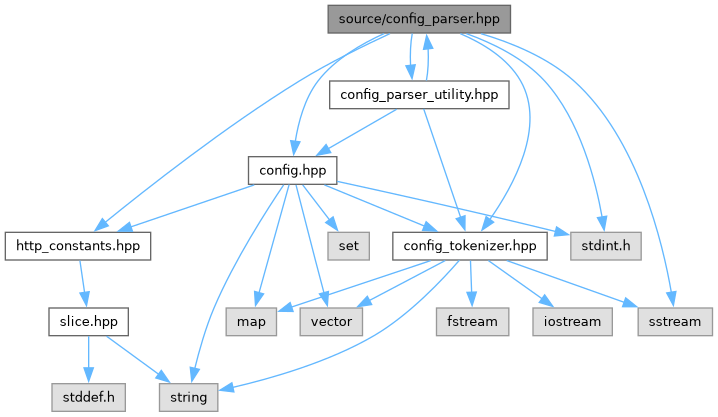 source/config_parser.hpp
config_parser_utility.hpp
config.hpp
http_constants.hpp
set
config_tokenizer.hpp
stdint.h
slice.hpp
map
vector
fstream
iostream
sstream
stddef.h
string